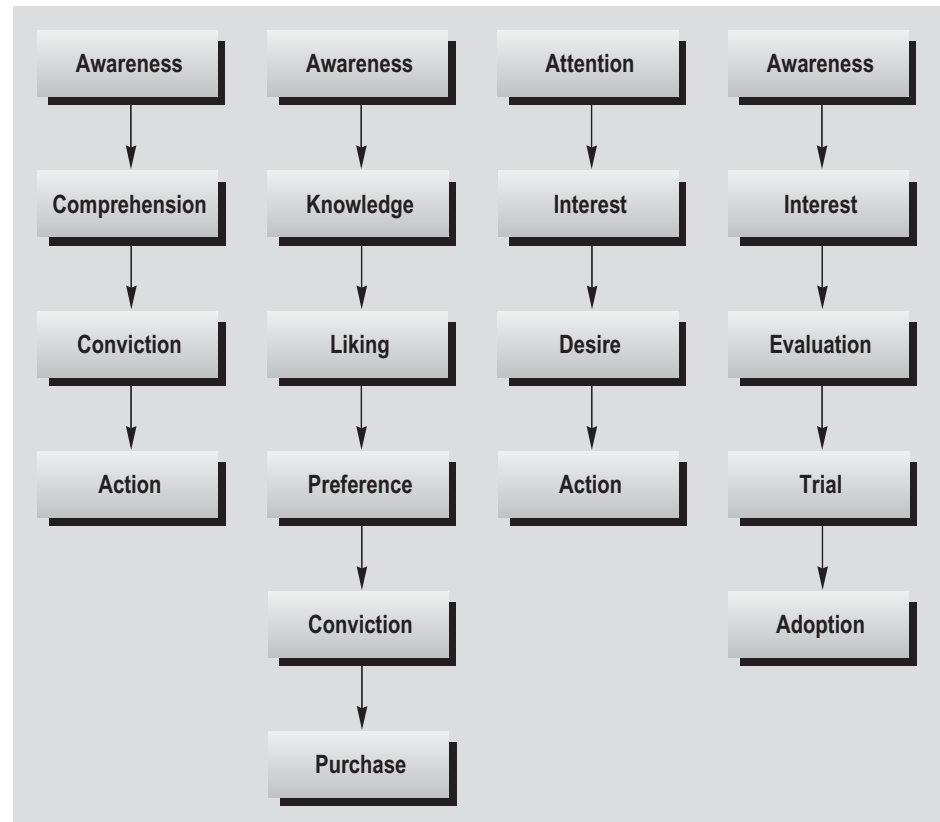 Awareness
Comprehension
Conviction
Action
Awareness
Knowledge
Liking
Preference
Conviction
Purchase
Attention
Interest
Desire
Action
Awareness
Interest
Evaluation
Trial
Adoption